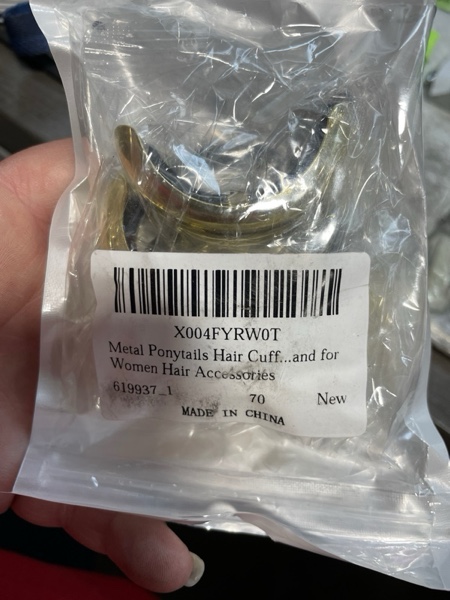 X004FYRW0T
Metal Ponytails Hair Cuff...and for
Women Hair Accessories
619937_1 70 New
MADE IN CHINA